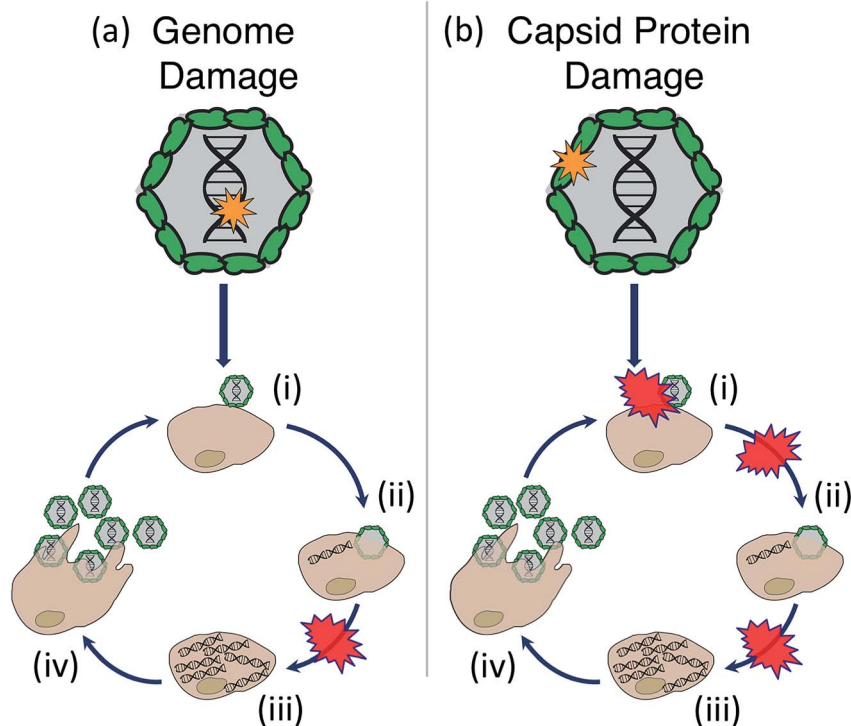 (a) Genome
Damage
(i)
(ii)
(iii)
(iv)
(b) Capsid Protein
Damage
(i)
(ii)
(iii)
(iv)